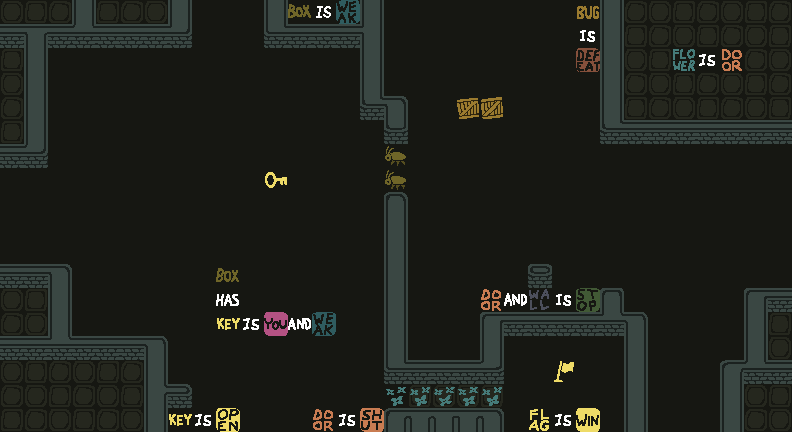 BOX IS WEAK
BUG
IS
DEFEAT
FLOWER IS DOOR
BOX
HAS
KEY IS YOU AND WEAK
DOOR AND WALL IS STOP
KEY IS OPEN
DOOR IS SHUT
FLAG IS WIN